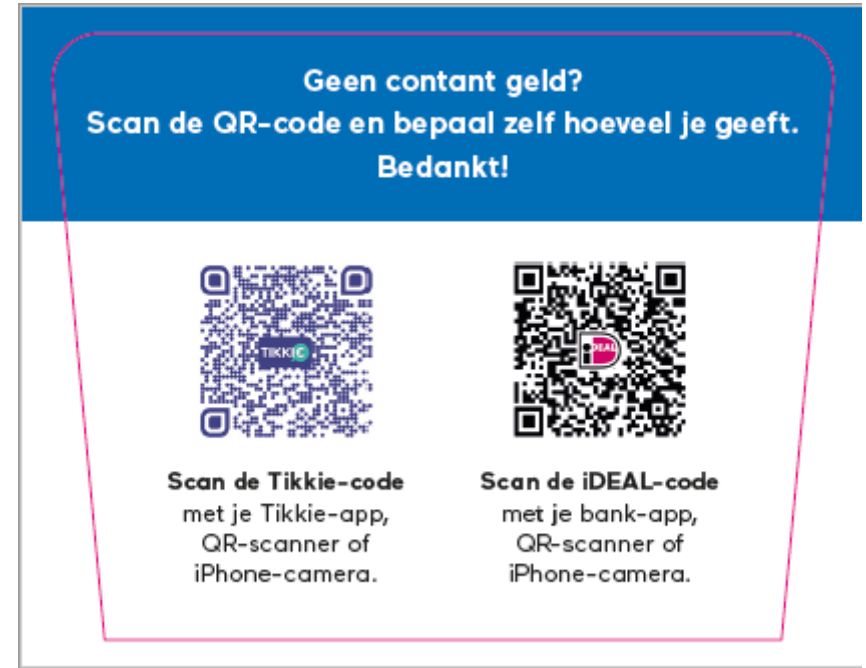 Geen contant geld?
Scan de QR-code en bepaal zelf hoeveel je geeft.
Bedankt!
TIKKIE
iDEAL
Scan de Tikkie-code
met je Tikkie-app,
QR-scanner of
iPhone-camera.
Scan de iDEAL-code
met je bank-app,
QR-scanner of
iPhone-camera.